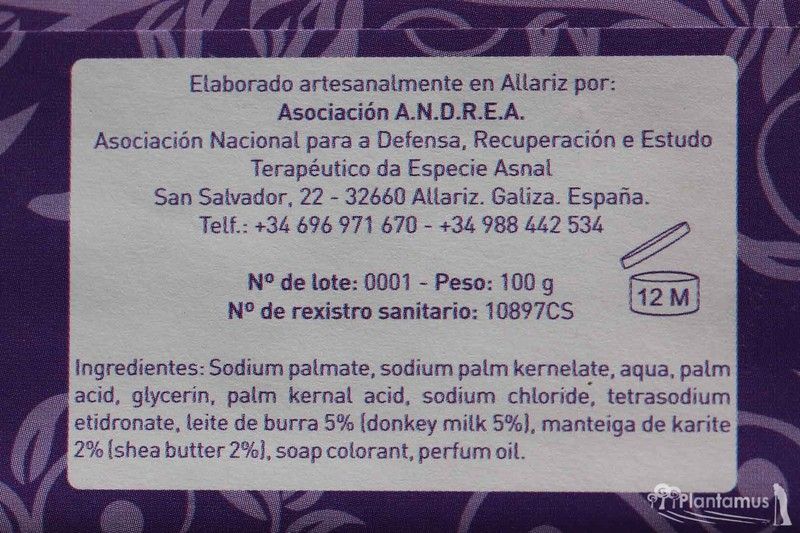 Elaborado artesanalmente en Allariz por:
Asociación A.N.D.R.E.A.
Asociación Nacional para a Defensa, Recuperación e Estudo
Terapéutico da Especie Asnal
San Salvador, 22 - 32660 Allariz. Galiza. España.
Telf.: +34 696 971 670 - +34 988 442 534
12 M
Nº de lote: 0001 - Peso: 100 g
Nº de rexistro sanitario: 10897CS
Ingredientes: Sodium palmate, sodium palm kernelate, aqua, palm
acid, glycerin, palm kernal acid, sodium chloride, tetrasodium
etidronate, leite de burra 5% (donkey milk 5%), manteiga de karite
2% (shea butter 2%), soap colorant, perfum oil.
Plantamus